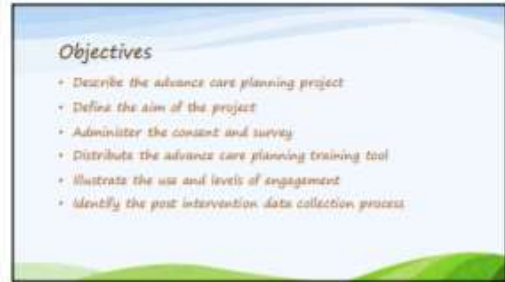 Objectives
• Describe the advance care planning project
• Define the aim of the project
• Administer the consent and survey
• Distribute the advance care planning training tool
• Illustrate the use and levels of engagement
• Identify the post intervention data collection process